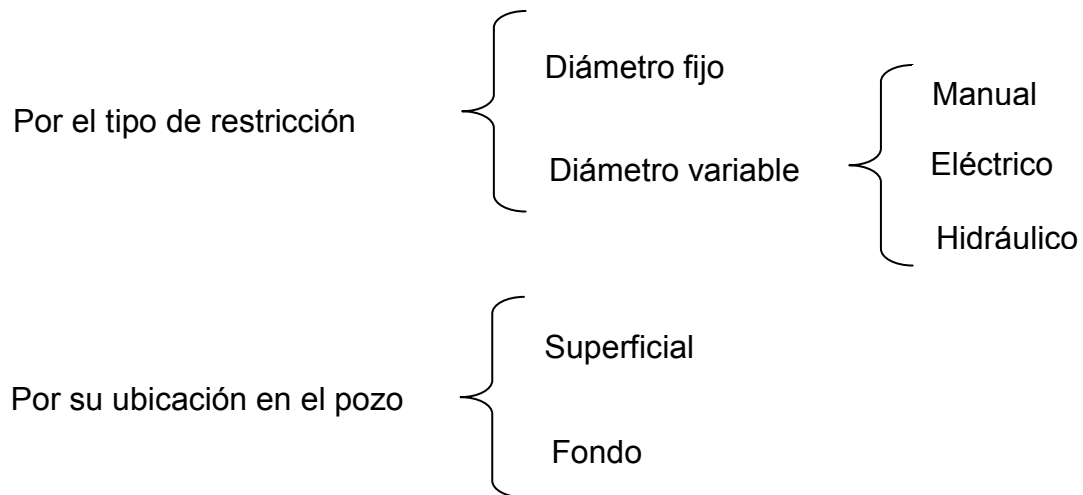 Por el tipo de restricción
Diámetro fijo
Diámetro variable
Manual
Eléctrico
Hidráulico
Por su ubicación en el pozo
Superficial
Fondo